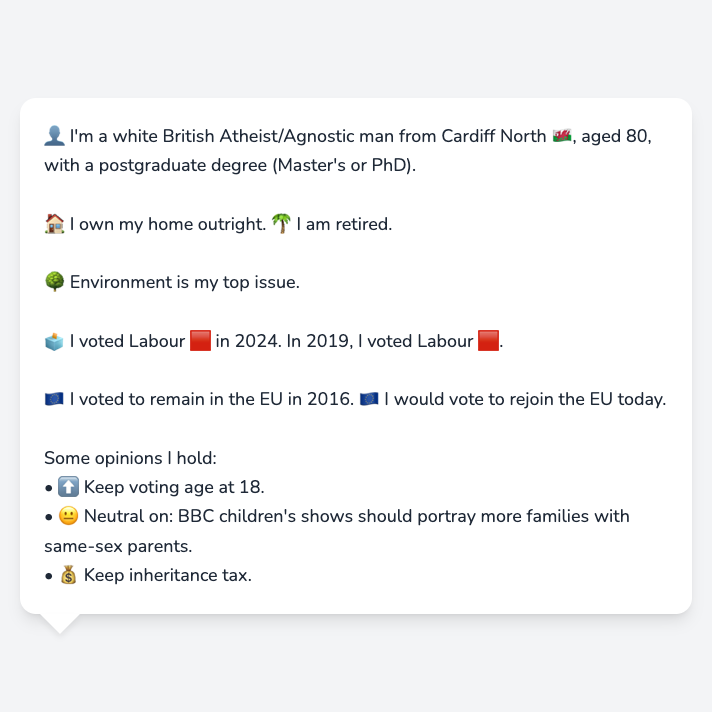 👤 I'm a white British Atheist/Agnostic man from Cardiff North 🏴󠁧󠁢󠁷󠁬󠁳󠁿, aged 80,
with a postgraduate degree (Master's or PhD).
🏠 I own my home outright. 🌴 I am retired.
🌳 Environment is my top issue.
🗳️ I voted Labour 🟥 in 2024. In 2019, I voted Labour 🟥.
🇪🇺 I voted to remain in the EU in 2016. 🇪🇺 I would vote to rejoin the EU today.
Some opinions I hold:
• ⬆️ Keep voting age at 18.
• 😐 Neutral on: BBC children's shows should portray more families with
same-sex parents.
• 💰 Keep inheritance tax.